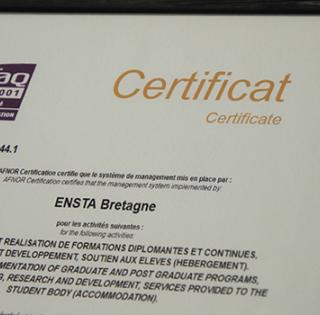 aq
001
Certificat
Certificate
44.1
AFNOR Certification certifie que le système de management mis en place par :
AFNOR Certification certifies that the management system implemented by:
ENSTA Bretagne
pour les activités suivantes :
for the following activities:
T REALISATION DE FORMATIONS DIPLOMANTES ET CONTINUES,
T DEVELOPPEMENT, SOUTIEN AUX ELEVES (HEBERGEMENT).
MENTATION OF GRADUATE AND POST GRADUATE PROGRAMS,
G, RESEARCH AND DEVELOPMENT, SERVICES PROVIDED TO THE
STUDENT BODY (ACCOMMODATION).